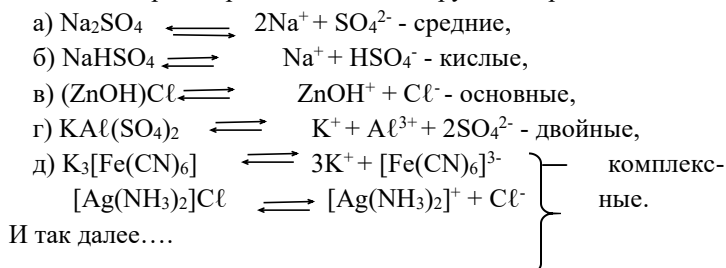 а) Na₂SO₄ ⇄ 2Na⁺ + SO₄²⁻ - средние,
б) NaHSO₄ ⇄ Na⁺ + HSO₄⁻ - кислые,
в) (ZnOH)Cℓ ⇄ ZnOH⁺ + Cℓ⁻ - основные,
г) KAℓ(SO₄)₂ ⇄ K⁺ + Aℓ³⁺ + 2SO₄²⁻ - двойные,
д) K₃[Fe(CN)₆] ⇄ 3K⁺ + [Fe(CN)₆]³⁻ комплекс-
[Ag(NH₃)₂]Cℓ ⇄ [Ag(NH₃)₂]⁺ + Cℓ⁻ ные.
И так далее….